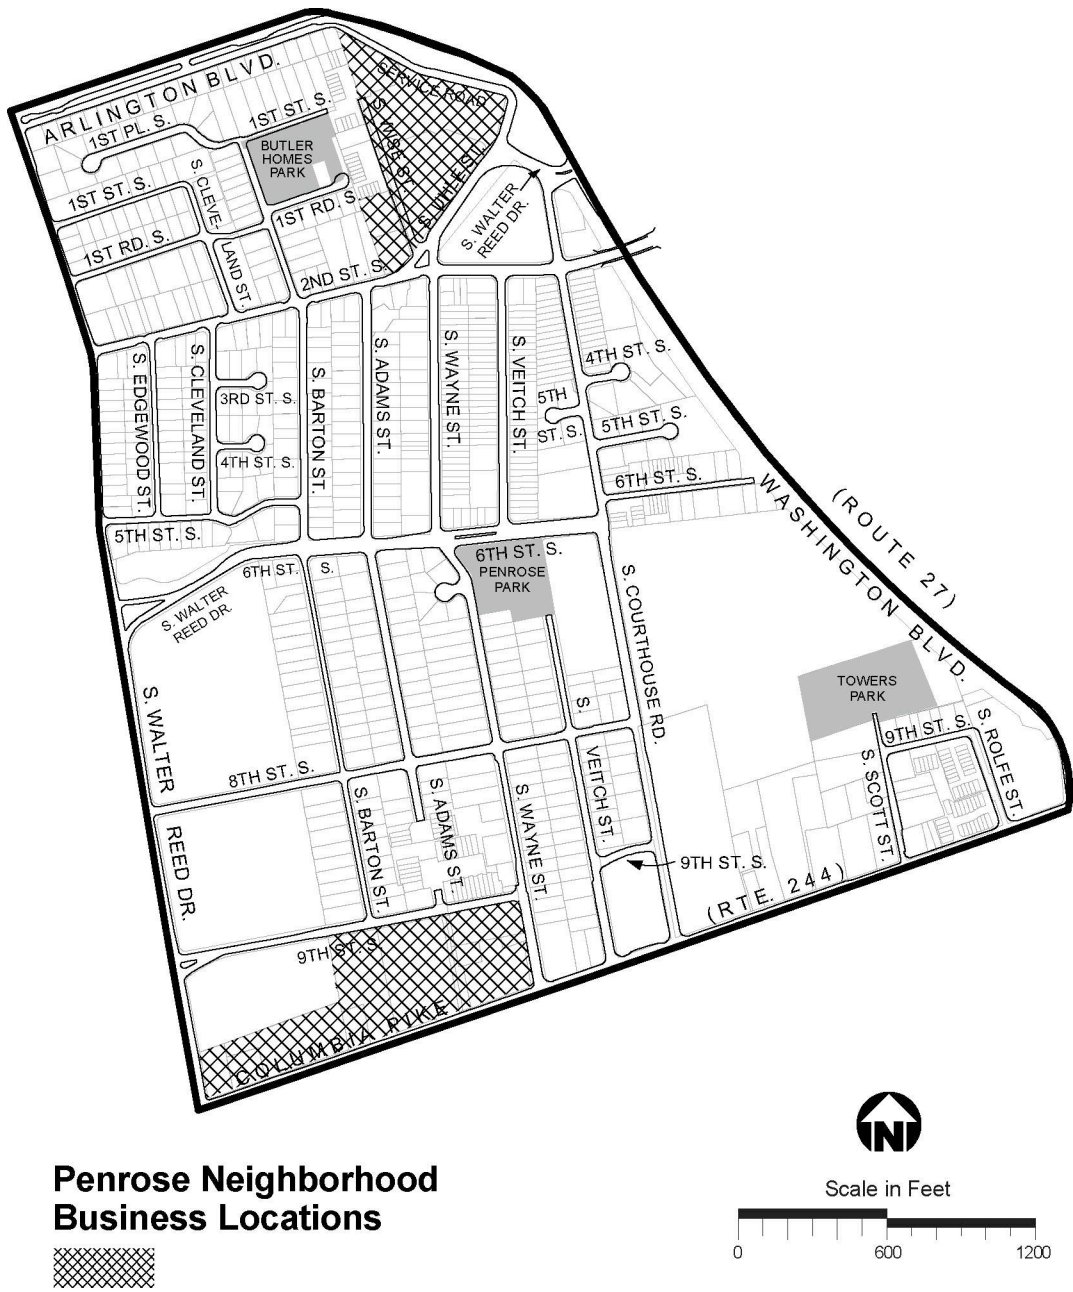 ARLINGTON BLVD.
SERVICE ROAD
1ST PL. S.
1ST ST. S.
BUTLER
HOMES
PARK
S. WISE ST.
S. UHLE ST.
1ST ST. S.
S. CLEVE-
LAND ST.
1ST RD. S.
S. WALTER
REED DR.
1ST RD. S.
2ND ST. S.
S. EDGEWOOD ST.
S. CLEVELAND ST.
3RD ST. S.
4TH ST. S.
S. BARTON ST.
S. ADAMS ST.
S. WAYNE ST.
S. VEITCH ST.
4TH ST. S.
5TH
ST. S.
5TH ST. S.
6TH ST. S.
WASHINGTON BLVD.
(ROUTE 27)
5TH ST. S.
6TH ST. S.
6TH ST. S.
PENROSE
PARK
S. WALTER
REED DR.
S. COURTHOUSE RD.
TOWERS
PARK
S. WALTER
REED DR.
S.
VEITCH ST.
9TH ST. S.
S. ROLFE ST.
S. SCOTT ST.
8TH ST. S.
S. BARTON ST.
S. ADAMS ST.
S. WAYNE ST.
9TH ST. S.
(RTE. 244)
9TH ST. S.
COLUMBIA PIKE
N
Penrose Neighborhood
Business Locations
Scale in Feet
0 600 1200